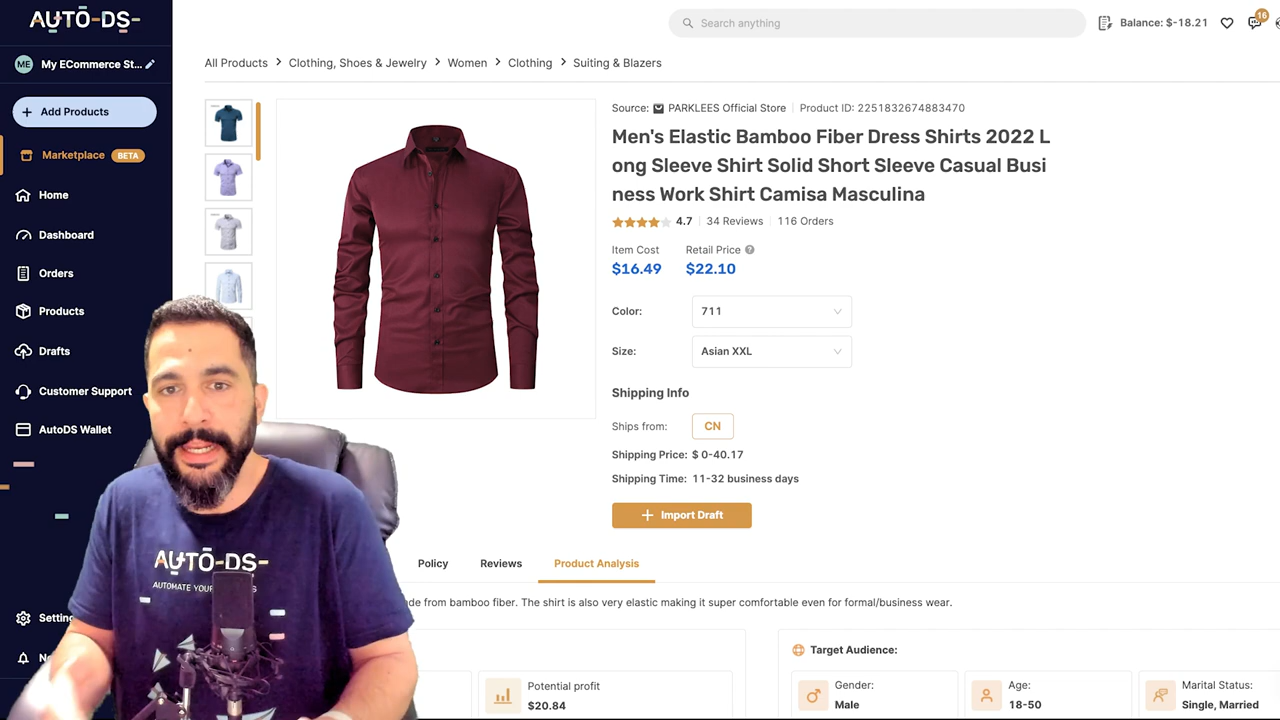 AUTO-DS-
Search anything
Balance: $-18.21
16
ME My ECommerce St...
+ Add Products
Marketplace BETA
Home
Dashboard
Orders
Products
Drafts
Customer Support
AutoDS Wallet
All Products > Clothing, Shoes & Jewelry > Women > Clothing > Suiting & Blazers
Source: PARKLEES Official Store | Product ID: 2251832674883470
Men's Elastic Bamboo Fiber Dress Shirts 2022 L
ong Sleeve Shirt Solid Short Sleeve Casual Busi
ness Work Shirt Camisa Masculina
4.7 | 34 Reviews | 116 Orders
Item Cost Retail Price ?
$16.49 $22.10
Color: 711
Size: Asian XXL
Shipping Info
Ships from: CN
Shipping Price: $ 0-40.17
Shipping Time: 11-32 business days
+ Import Draft
Policy Reviews Product Analysis
de from bamboo fiber. The shirt is also very elastic making it super comfortable even for formal/business wear.
Potential profit
$20.84
Target Audience:
Gender:
Male
Age:
18-50
Marital Status:
Single, Married
Settin
N
AUTO-DS-
AUTOMATE YOUR